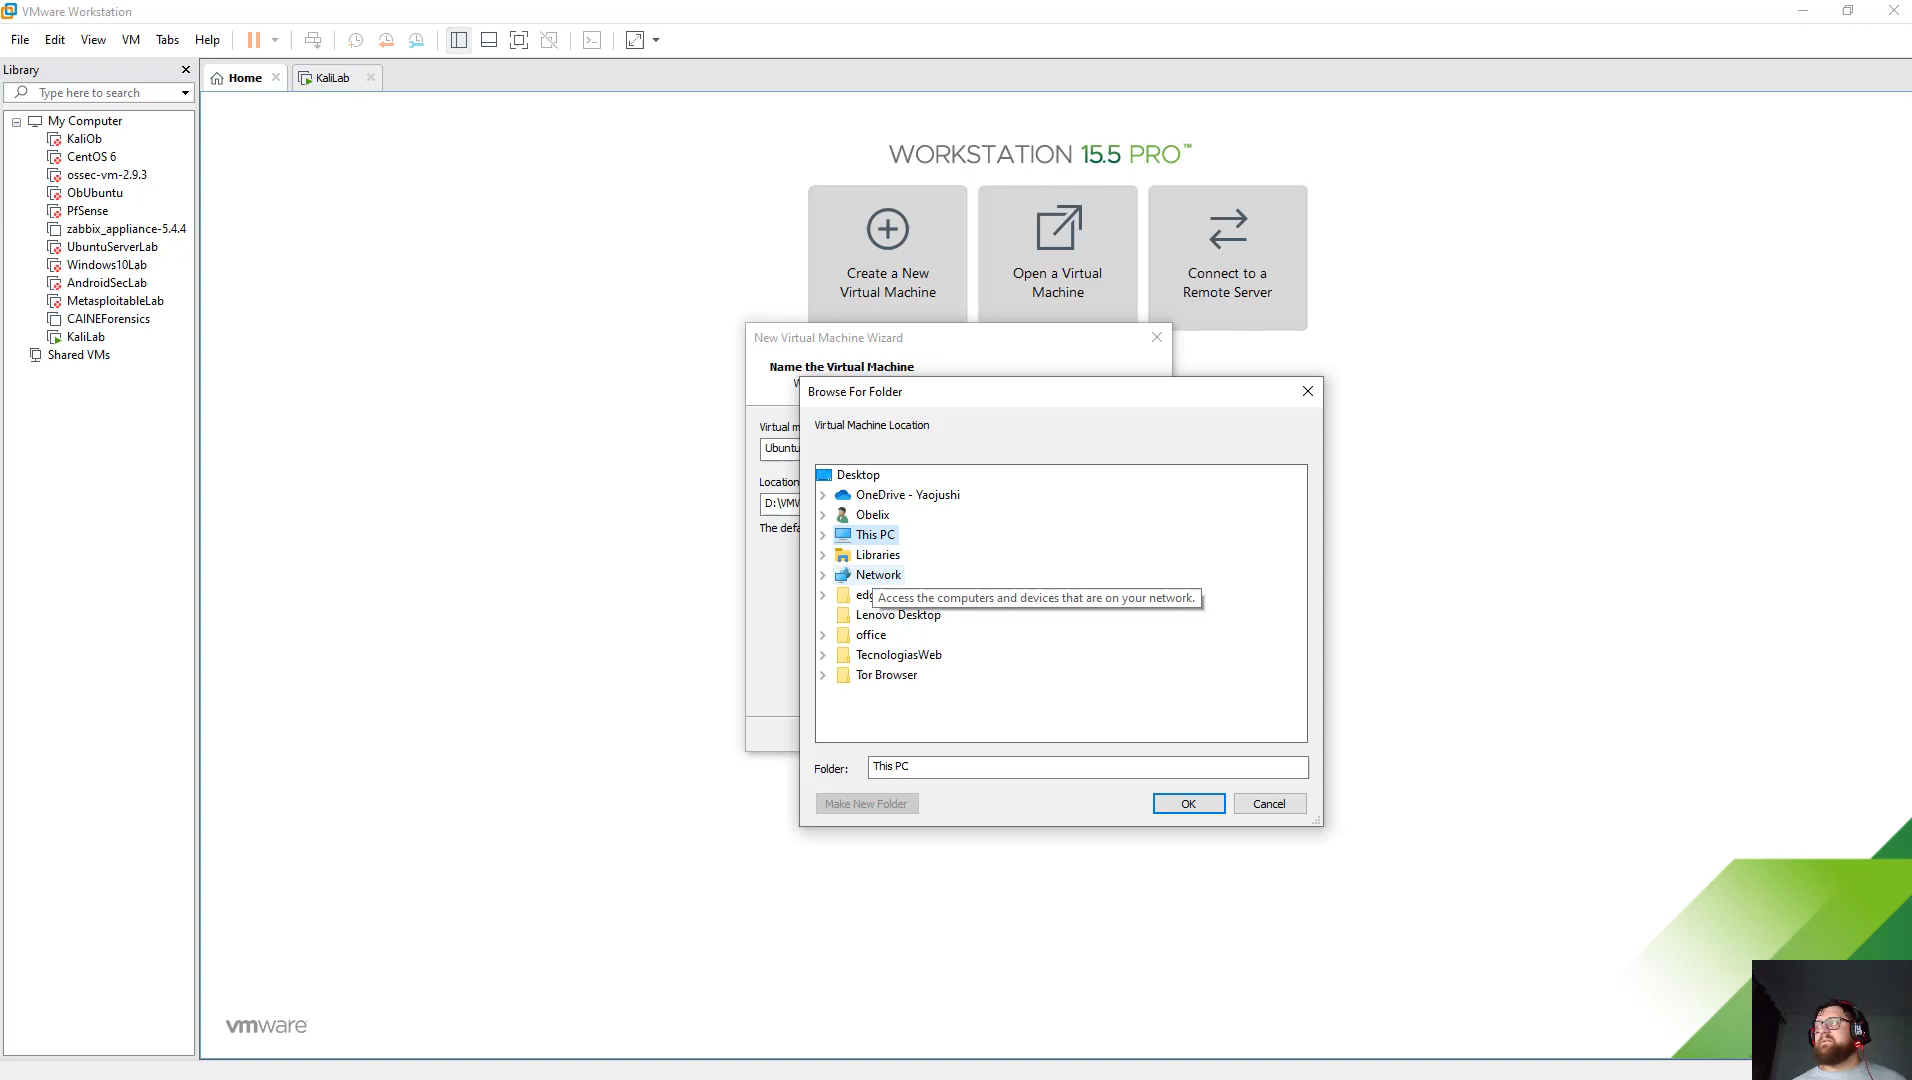 VMware Workstation
File Edit View VM Tabs Help
Library
Type here to search
My Computer
KaliOb
CentOS 6
ossec-vm-2.9.3
ObUbuntu
PfSense
zabbix_appliance-5.4.4
UbuntuServerLab
Windows10Lab
AndroidSecLab
MetasploitableLab
CAINEForensics
KaliLab
Shared VMs
Home KaliLab
WORKSTATION 15.5 PRO™
Create a New
Virtual Machine
Open a Virtual
Machine
Connect to a
Remote Server
New Virtual Machine Wizard
Name the Virtual Machine
Virtual m
Ubuntu
Location
D:\VMW
The defa
Browse For Folder
Virtual Machine Location
Desktop
OneDrive - Yaojushi
Obelix
This PC
Libraries
Network
Access the computers and devices that are on your network.
Lenovo Desktop
office
TecnologiasWeb
Tor Browser
Folder: This PC
Make New Folder OK Cancel
vmware